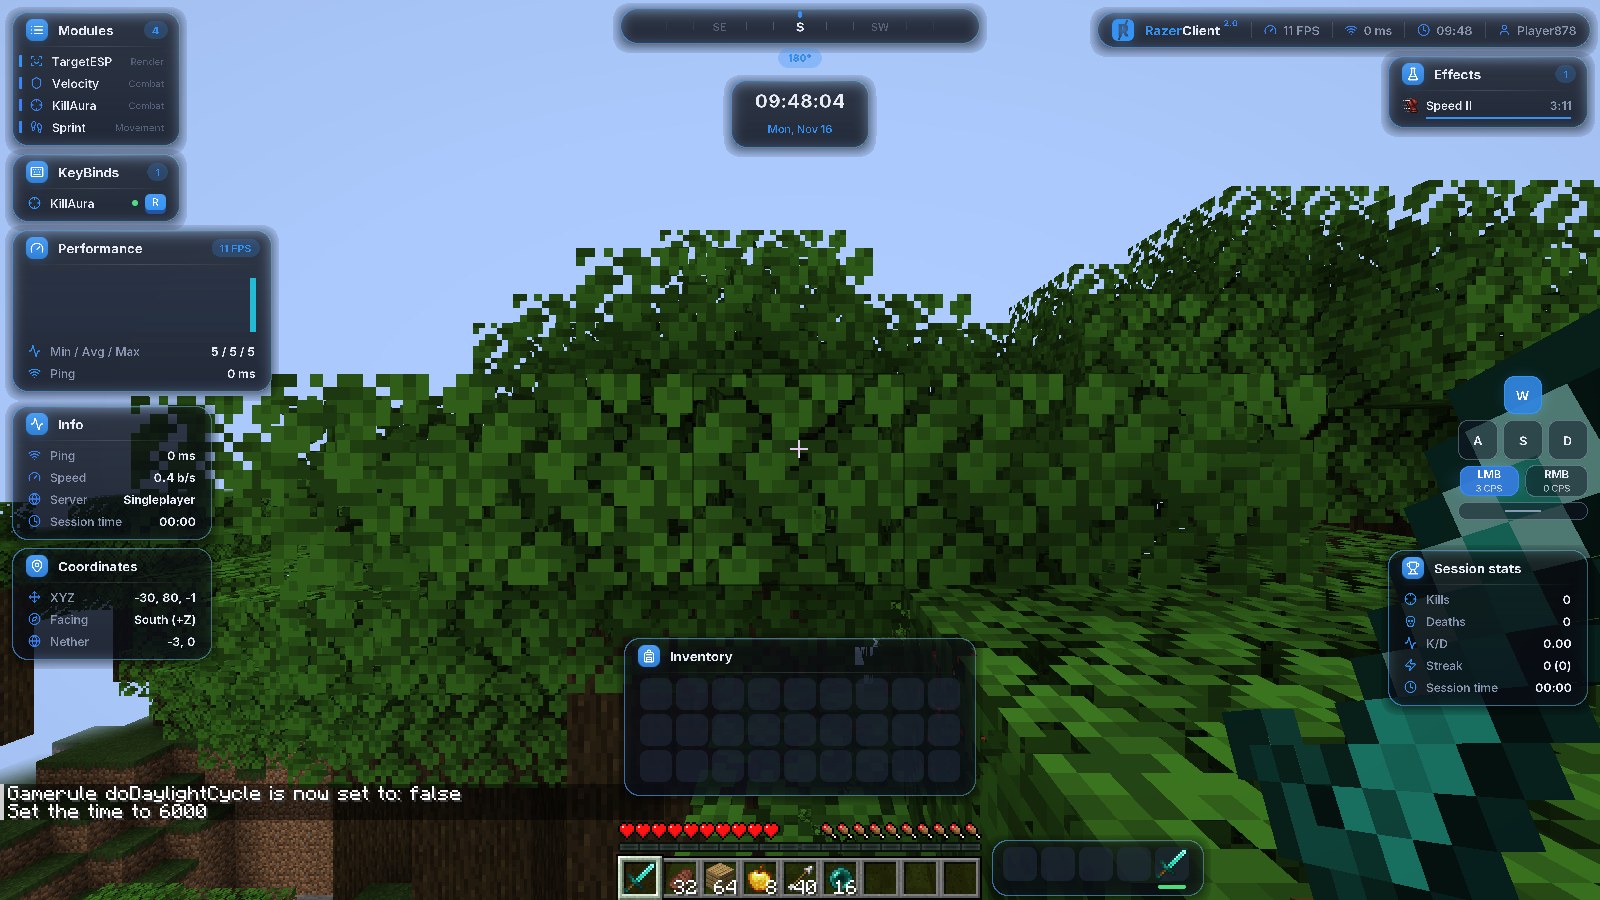 Modules 4
TargetESP Render
Velocity Combat
KillAura Combat
Sprint Movement
KeyBinds 1
KillAura R
Performance 11 FPS
Min / Avg / Max 5 / 5 / 5
Ping 0 ms
Info
Ping 0 ms
Speed 0.4 b/s
Server Singleplayer
Session time 00:00
Coordinates
XYZ -30, 80, -1
Facing South (+Z)
Nether -3, 0
Gamerule doDaylightCycle is now set to: false
Set the time to 6000
SE S SW
180°
09:48:04
Mon, Nov 16
Inventory
32 64 8 40 16
RazerClient 2.0 11 FPS 0 ms 09:48 Player878
Effects 1
Speed II 3:11
W
A S D
LMB RMB
3 CPS 0 CPS
Session stats
Kills 0
Deaths 0
K/D 0.00
Streak 0 (0)
Session time 00:00